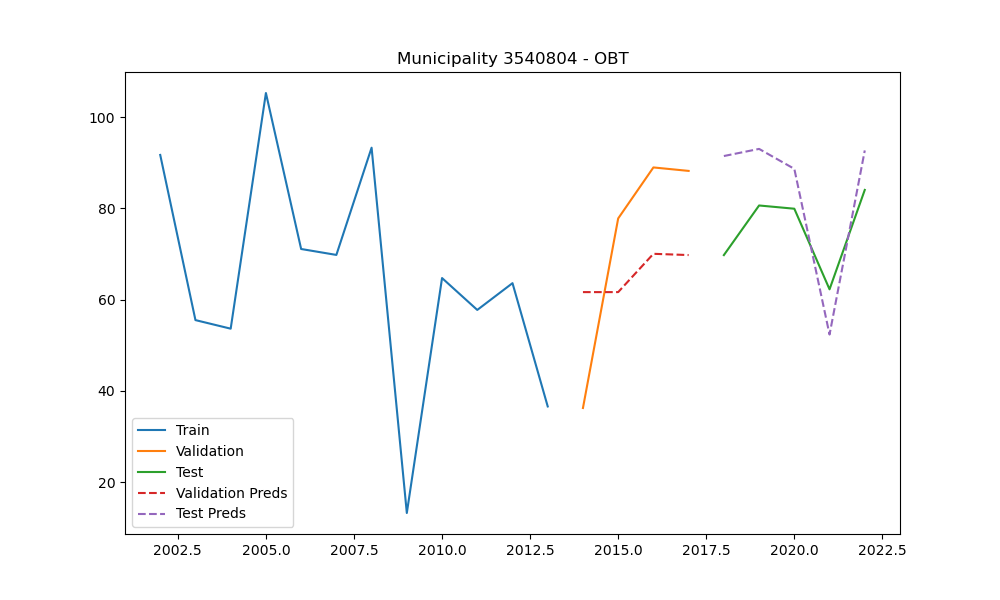 Municipality 3540804 - OBT
100
80
60
40
20
Train
Validation
Test
Validation Preds
Test Preds
2002.5 2005.0 2007.5 2010.0 2012.5 2015.0 2017.5 2020.0 2022.5